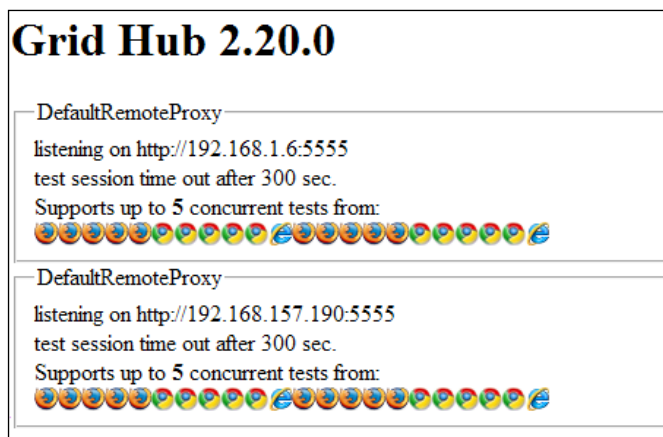 Grid Hub 2.20.0
DefaultRemoteProxy
listening on http://192.168.1.6:5555
test session time out after 300 sec.
Supports up to 5 concurrent tests from:
DefaultRemoteProxy
listening on http://192.168.157.190:5555
test session time out after 300 sec.
Supports up to 5 concurrent tests from: